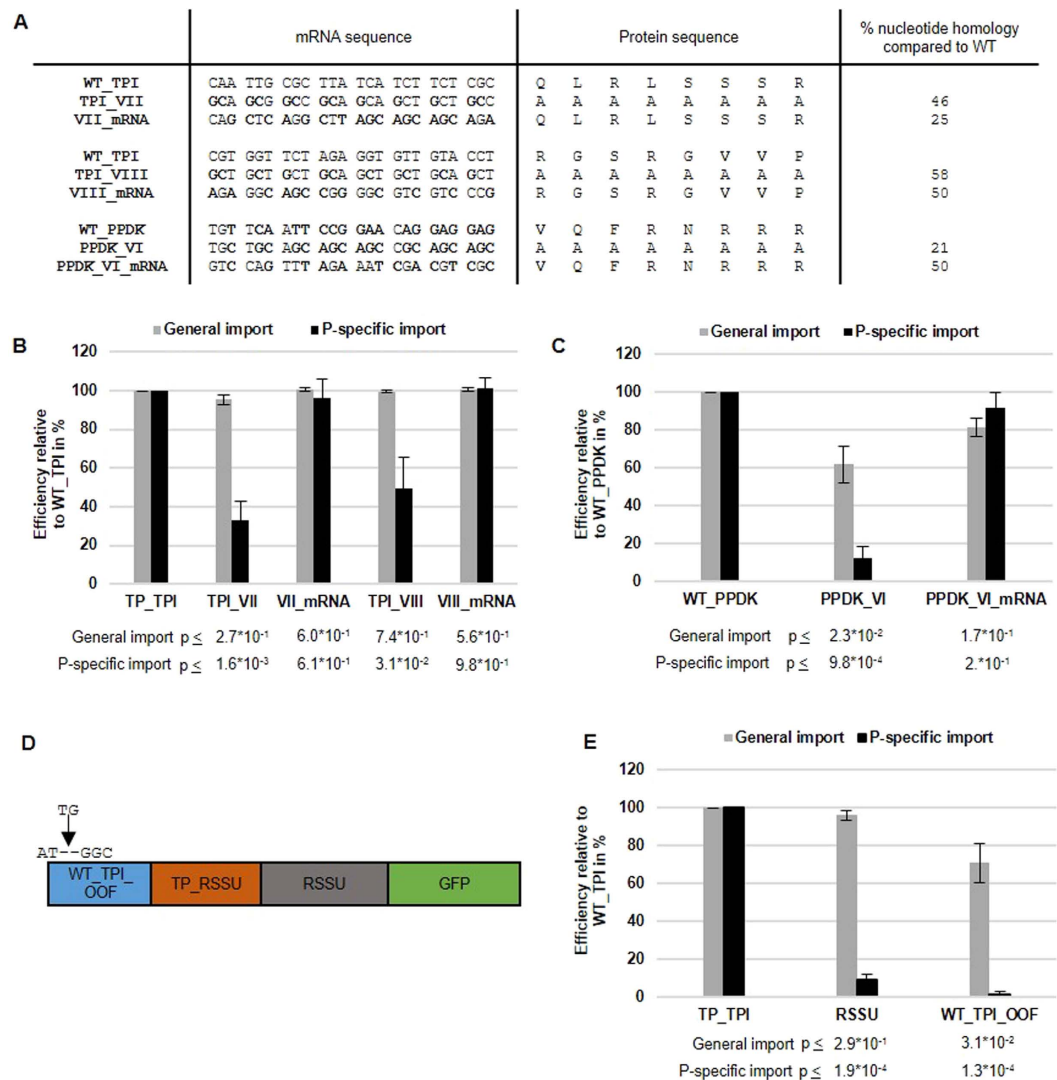 A
mRNA sequence Protein sequence % nucleotide homology
compared to WT
WT_TPI CAA TTG CGC TTA TCA TCT TCT CGC Q L R L S S S R
TPI_VII GCA GCG GCC GCA GCA GCT GCT GCC A A A A A A A A 46
VII_mRNA CAG CTC AGG CTT AGC AGC AGC AGA Q L R L S S S R 25
WT_TPI CGT GGT TCT AGA GGT GTT GTA CCT R G S R G V V P
TPI_VIII GCT GCT GCT GCA GCT GCT GCA GCT A A A A A A A A 58
VIII_mRNA AGA GGC AGC CGG GGC GTC GTC CCG R G S R G V V P 50
WT_PPDK TGT TCA ATT CCG GAA CAG GAG GAG V Q F R N R R R
PPDK_VI TGC TGC AGC AGC AGC CGC AGC AGC A A A A A A A A 21
PPDK_VI_mRNA GTC CAG TTT AGA AAT CGA CGT CGC V Q F R N R R R 50
B
General import P-specific import
Efficiency relative
to WT_TPI in %
120
100
80
60
40
20
0
TP_TPI TPI_VII VII_mRNA TPI_VIII VIII_mRNA
General import p ≤ 2.7*10-1 6.0*10-1 7.4*10-1 5.6*10-1
P-specific import p ≤ 1.6*10-3 6.1*10-1 3.1*10-2 9.8*10-1
C
General import P-specific import
Efficiency relative
to WT_PPDK in %
120
100
80
60
40
20
0
WT_PPDK PPDK_VI PPDK_VI_mRNA
General import p ≤ 2.3*10-2 1.7*10-1
P-specific import p ≤ 9.8*10-4 2.*10-1
D
TG
AT--GGC
WT_TPI_
OOF
TP_RSSU
RSSU
GFP
E
General import P-specific import
Efficiency relative to
WT_TPI in %
120
100
80
60
40
20
0
TP_TPI RSSU WT_TPI_OOF
General import p ≤ 2.9*10-1 3.1*10-2
P-specific import p ≤ 1.9*10-4 1.3*10-4